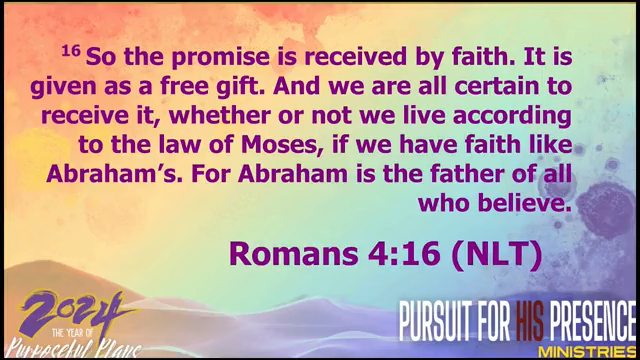 16 So the promise is received by faith. It is
given as a free gift. And we are all certain to
receive it, whether or not we live according
to the law of Moses, if we have faith like
Abraham’s. For Abraham is the father of all
who believe.
Romans 4:16 (NLT)
2024
THE YEAR OF
Purposeful Plans
PURSUIT FOR HIS PRESENCE
MINISTRIES